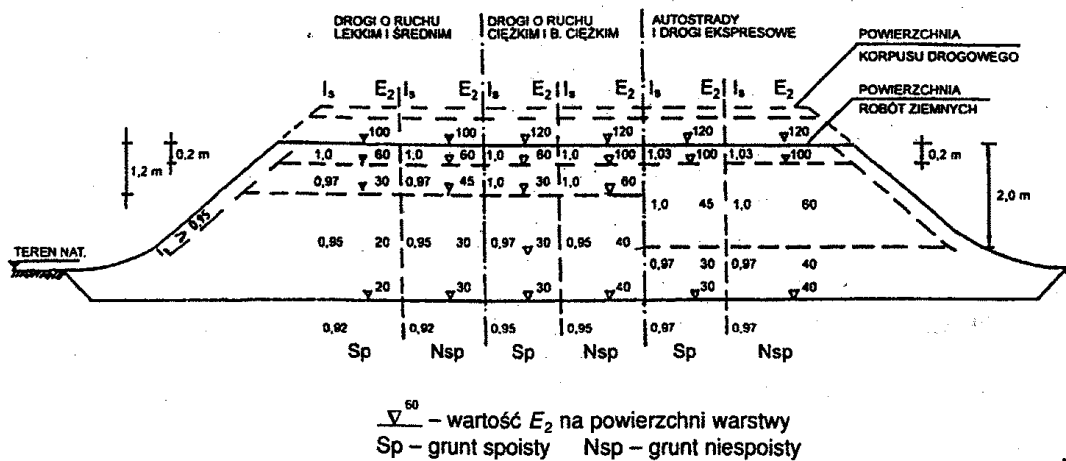 DROGI O RUCHU
LEKKIM I ŚREDNIM
DROGI O RUCHU
CIĘŻKIM I B. CIĘŻKIM
AUTOSTRADY
I DROGI EKSPRESOWE
POWIERZCHNIA
KORPUSU DROGOWEGO
Is E2 Is E2 Is E2 Is E2 Is E2 Is E2
POWIERZCHNIA
ROBÓT ZIEMNYCH
100 100 120 120 120 120
1,2 m 0,2 m 1,0 60 1,0 60 1,0 60 1,0 100 1,03 100 1,03 100 0,2 m
0,97 30 0,97 45 1,0 30 1,0 60
1,0 45 1,0 60 2,0 m
Is ≥ 0,95
0,95 20 0,95 30 0,97 30 0,95 40
TEREN NAT.
0,97 30 0,97 40
20 30 30 40 30 40
0,92 0,92 0,95 0,95 0,97 0,97
Sp Nsp Sp Nsp Sp Nsp
60 – wartość E2 na powierzchni warstwy
Sp – grunt spoisty Nsp – grunt niespoisty